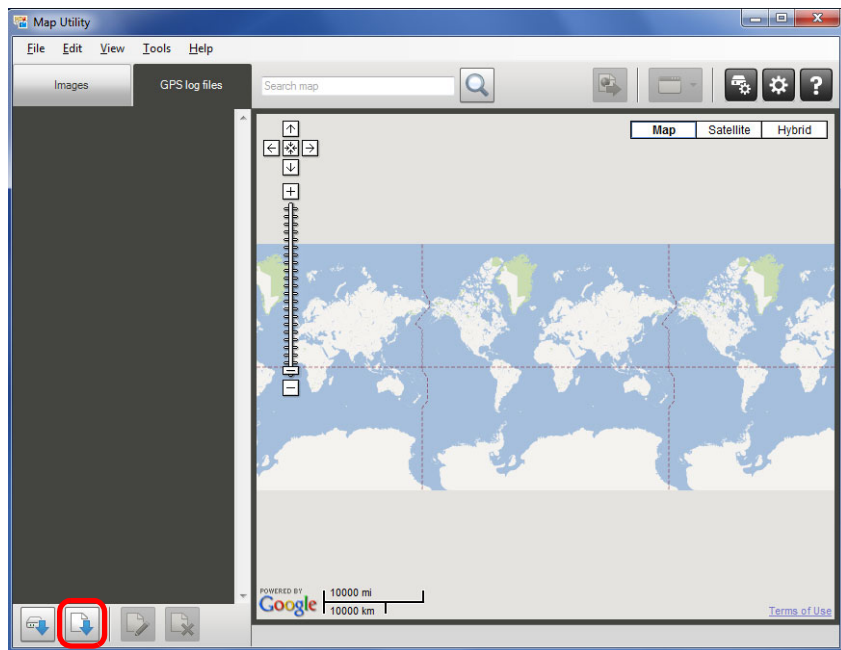 Map Utility
File Edit View Tools Help
Images GPS log files Search map ?
Map Satellite Hybrid
POWERED BY
Google
10000 mi
10000 km
Terms of Use